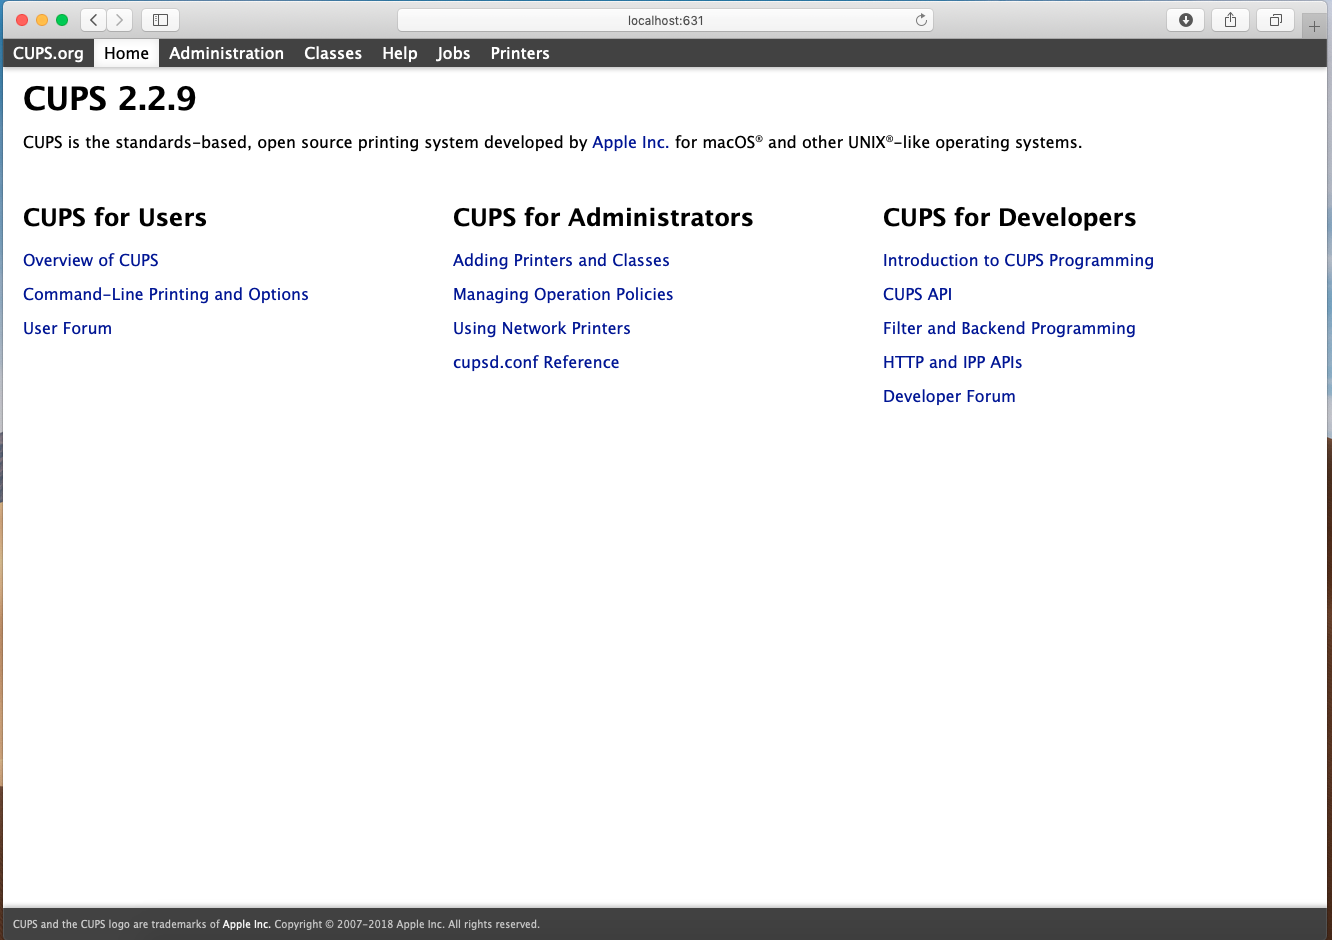 localhost:631
CUPS.org Home Administration Classes Help Jobs Printers
CUPS 2.2.9
CUPS is the standards-based, open source printing system developed by Apple Inc. for macOS® and other UNIX®-like operating systems.
CUPS for Users
Overview of CUPS
Command-Line Printing and Options
User Forum
CUPS for Administrators
Adding Printers and Classes
Managing Operation Policies
Using Network Printers
cupsd.conf Reference
CUPS for Developers
Introduction to CUPS Programming
CUPS API
Filter and Backend Programming
HTTP and IPP APIs
Developer Forum
CUPS and the CUPS logo are trademarks of Apple Inc. Copyright © 2007-2018 Apple Inc. All rights reserved.